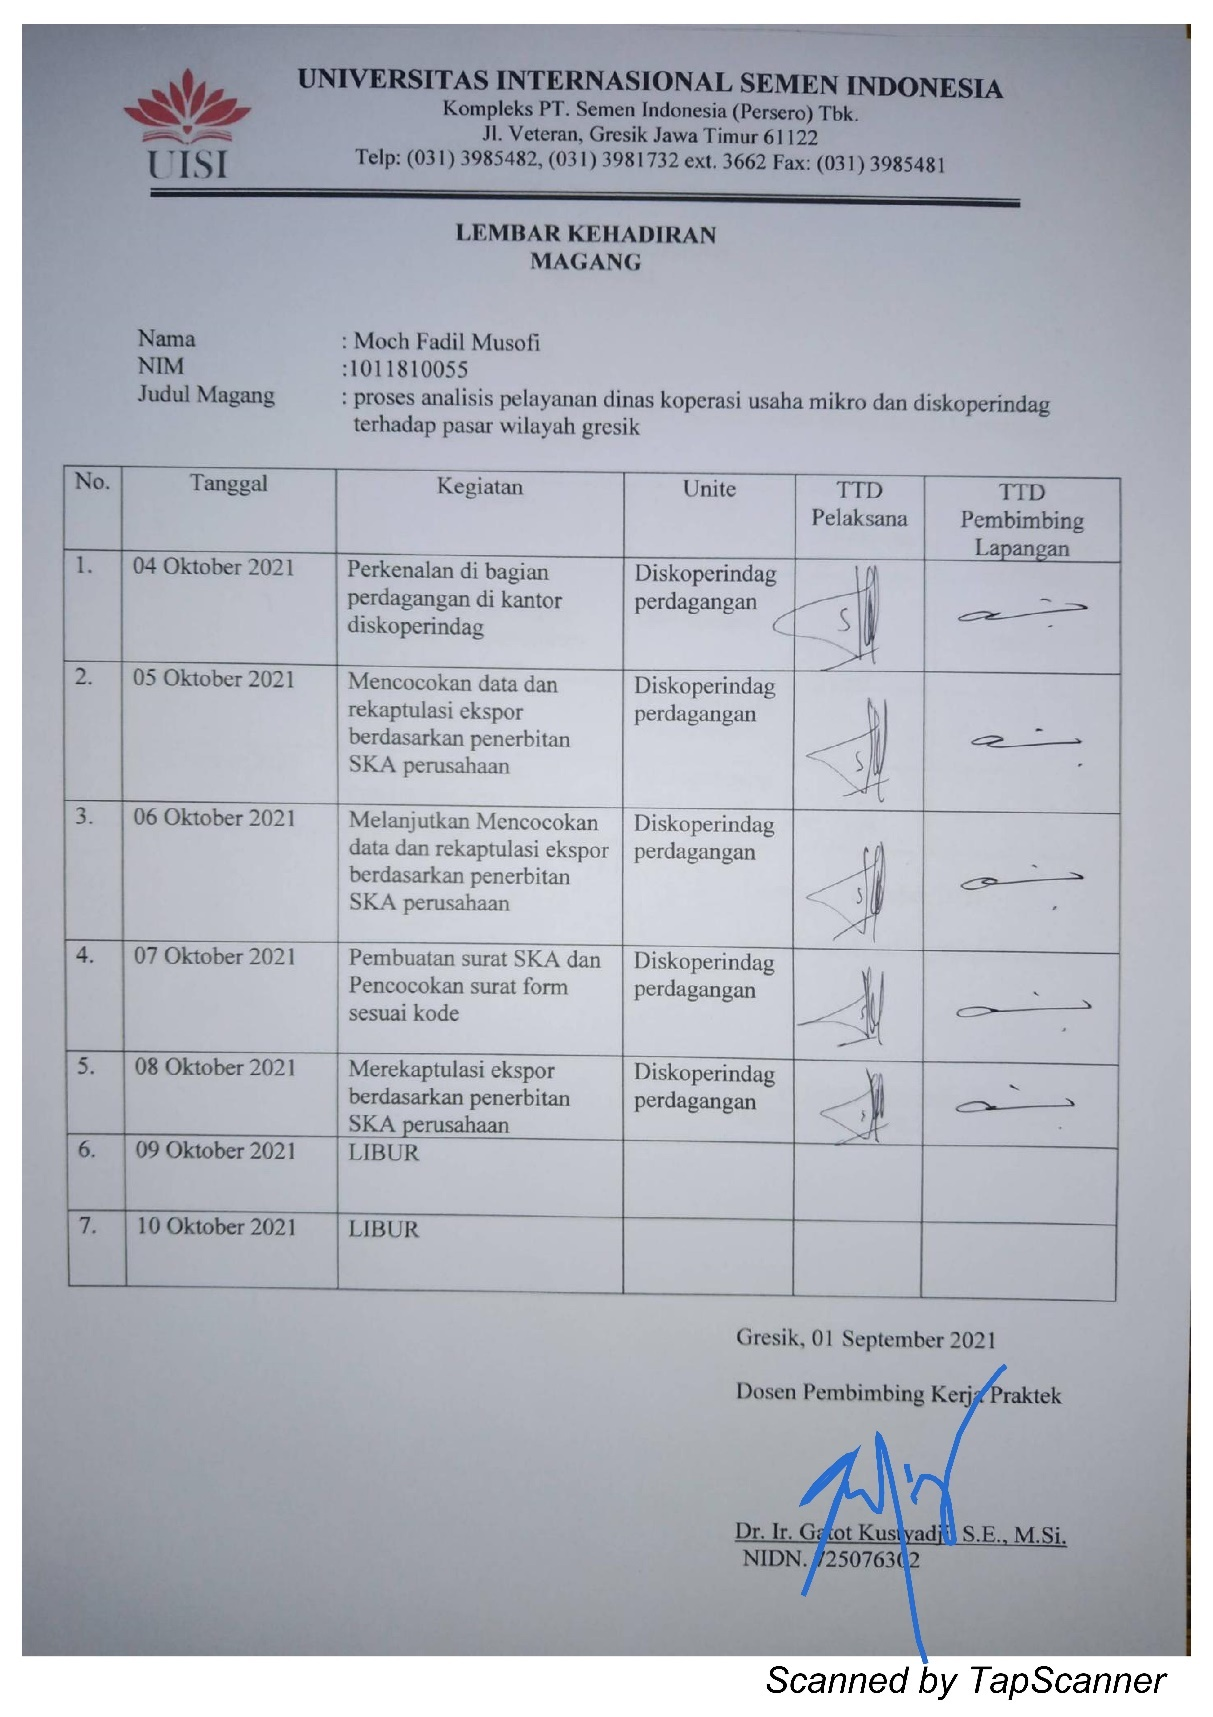 UISI
UNIVERSITAS INTERNASIONAL SEMEN INDONESIA
Kompleks PT. Semen Indonesia (Persero) Tbk.
Jl. Veteran, Gresik Jawa Timur 61122
Telp: (031) 3985482, (031) 3981732 ext. 3662 Fax: (031) 3985481
LEMBAR KEHADIRAN
MAGANG
Nama : Moch Fadil Musofi
NIM :1011810055
Judul Magang : proses analisis pelayanan dinas koperasi usaha mikro dan diskoperindag
terhadap pasar wilayah gresik
No. Tanggal Kegiatan Unite TTD Pelaksana TTD Pembimbing Lapangan
1. 04 Oktober 2021 Perkenalan di bagian Diskoperindag
perdagangan di kantor perdagangan
diskoperindag
2. 05 Oktober 2021 Mencocokan data dan Diskoperindag
rekaptulasi ekspor perdagangan
berdasarkan penerbitan
SKA perusahaan
3. 06 Oktober 2021 Melanjutkan Mencocokan Diskoperindag
data dan rekaptulasi ekspor perdagangan
berdasarkan penerbitan
SKA perusahaan
4. 07 Oktober 2021 Pembuatan surat SKA dan Diskoperindag
Pencocokan surat form perdagangan
sesuai kode
5. 08 Oktober 2021 Merekaptulasi ekspor Diskoperindag
berdasarkan penerbitan perdagangan
SKA perusahaan
6. 09 Oktober 2021 LIBUR
7. 10 Oktober 2021 LIBUR
Gresik, 01 September 2021
Dosen Pembimbing Kerja Praktek
Dr. Ir. Gatot Kustyadji, S.E., M.Si.
NIDN.
Scanned by TapScanner